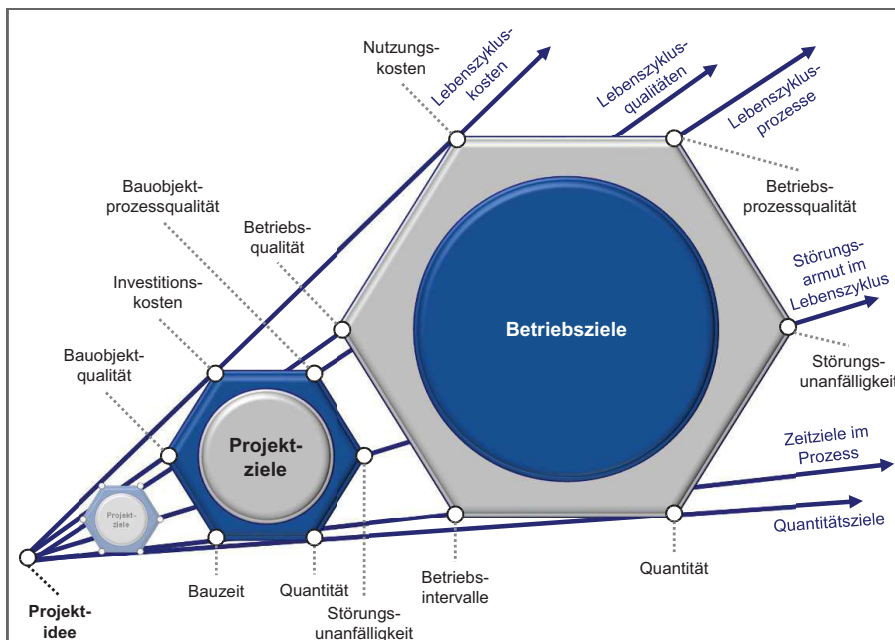 Nutzungs-
kosten
Lebenszyklus-
kosten
Lebenszyklus-
qualitäten
Lebenszyklus-
prozesse
Bauobjekt-
prozessqualität
Betriebs-
qualität
Betriebs-
prozessqualität
Investitions-
kosten
Störungs-
armut im
Lebenszyklus
Bauobjekt-
qualität
Betriebsziele
Störungs-
unanfälligkeit
Projekt-
ziele
Zeitziele im
Prozess
Projekt-
ziele
Quantitätsziele
Bauzeit
Quantität
Störungs-
unanfälligkeit
Betriebs-
intervalle
Quantität
Projekt-
idee